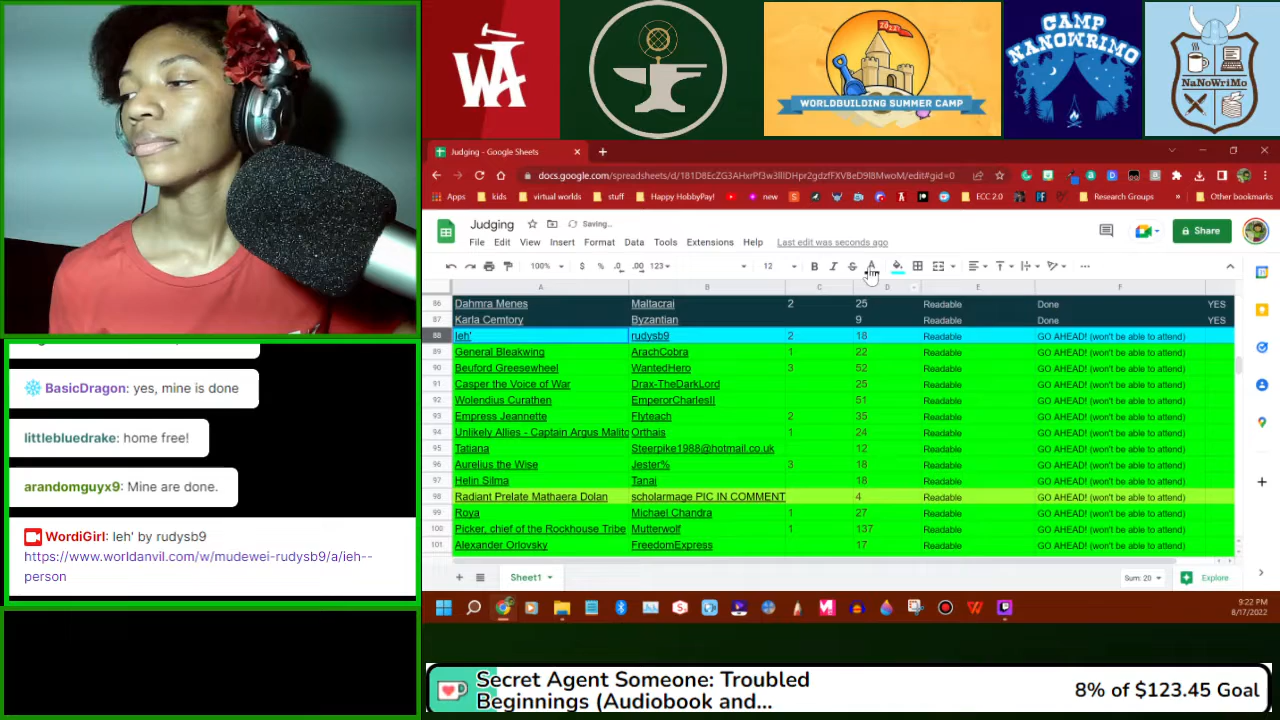 WA
2022
WORLDBUILDING SUMMER CAMP
CAMP
NANOWRIMO
NaNoWriMo
Judging - Google Sheets
docs.google.com/spreadsheets/d/
Apps kids virtual worlds stuff Happy HobbyPay! new ECC 2.0 Research Groups » Other bookmarks
Judging Saving...
File Edit View Insert Format Data Tools Extensions Help Last edit was seconds ago
Share
100% $ % .0 .00 123 12 B I S A
A B C D E F
86 Dahmra Menes Maltacrai 2 25 Readable Done YES
87 Karla Cemtory Byzantian 9 Readable Done YES
88 Ieh' rudysb9 2 18 Readable GO AHEAD! (won't be able to attend)
89 General Bleakwing ArachCobra 1 22 Readable GO AHEAD! (won't be able to attend)
90 Beuford Greesewheel WantedHero 3 52 Readable GO AHEAD! (won't be able to attend)
91 Casper the Voice of War Drax-TheDarkLord 25 Readable GO AHEAD! (won't be able to attend)
92 Wolendius Curathen EmperorCharlesII 51 Readable GO AHEAD! (won't be able to attend)
93 Empress Jeannette Flyteach 2 35 Readable GO AHEAD! (won't be able to attend)
94 Unlikely Allies - Captain Argus Malito Orthais 1 24 Readable GO AHEAD! (won't be able to attend)
95 Tatiana Steerpike1988@hotmail.co.uk 12 Readable GO AHEAD! (won't be able to attend)
96 Aurelius the Wise Jester% 3 18 Readable GO AHEAD! (won't be able to attend)
97 Helin Silma Tanai 18 Readable GO AHEAD! (won't be able to attend)
98 Radiant Prelate Mathaera Dolan scholarmage PIC IN COMMENT 4 Readable GO AHEAD! (won't be able to attend)
99 Roya Michael Chandra 1 27 Readable GO AHEAD! (won't be able to attend)
100 Picker, chief of the Rockhouse Tribe Mutterwolf 1 137 Readable GO AHEAD! (won't be able to attend)
101 Alexander Orlovsky FreedomExpress 17 Readable GO AHEAD! (won't be able to attend)
Sheet1 Sum: 20 Explore
9:22 PM
8/17/2022
BasicDragon: yes, mine is done
littlebluedrake: home free!
arandomguyx9: Mine are done.
WordiGirl: Ieh' by rudysb9
https://www.worldanvil.com/w/mudewei-rudysb9/a/ieh--
person
Secret Agent Someone: Troubled
Beginnings (Audiobook and...
8% of $123.45 Goal